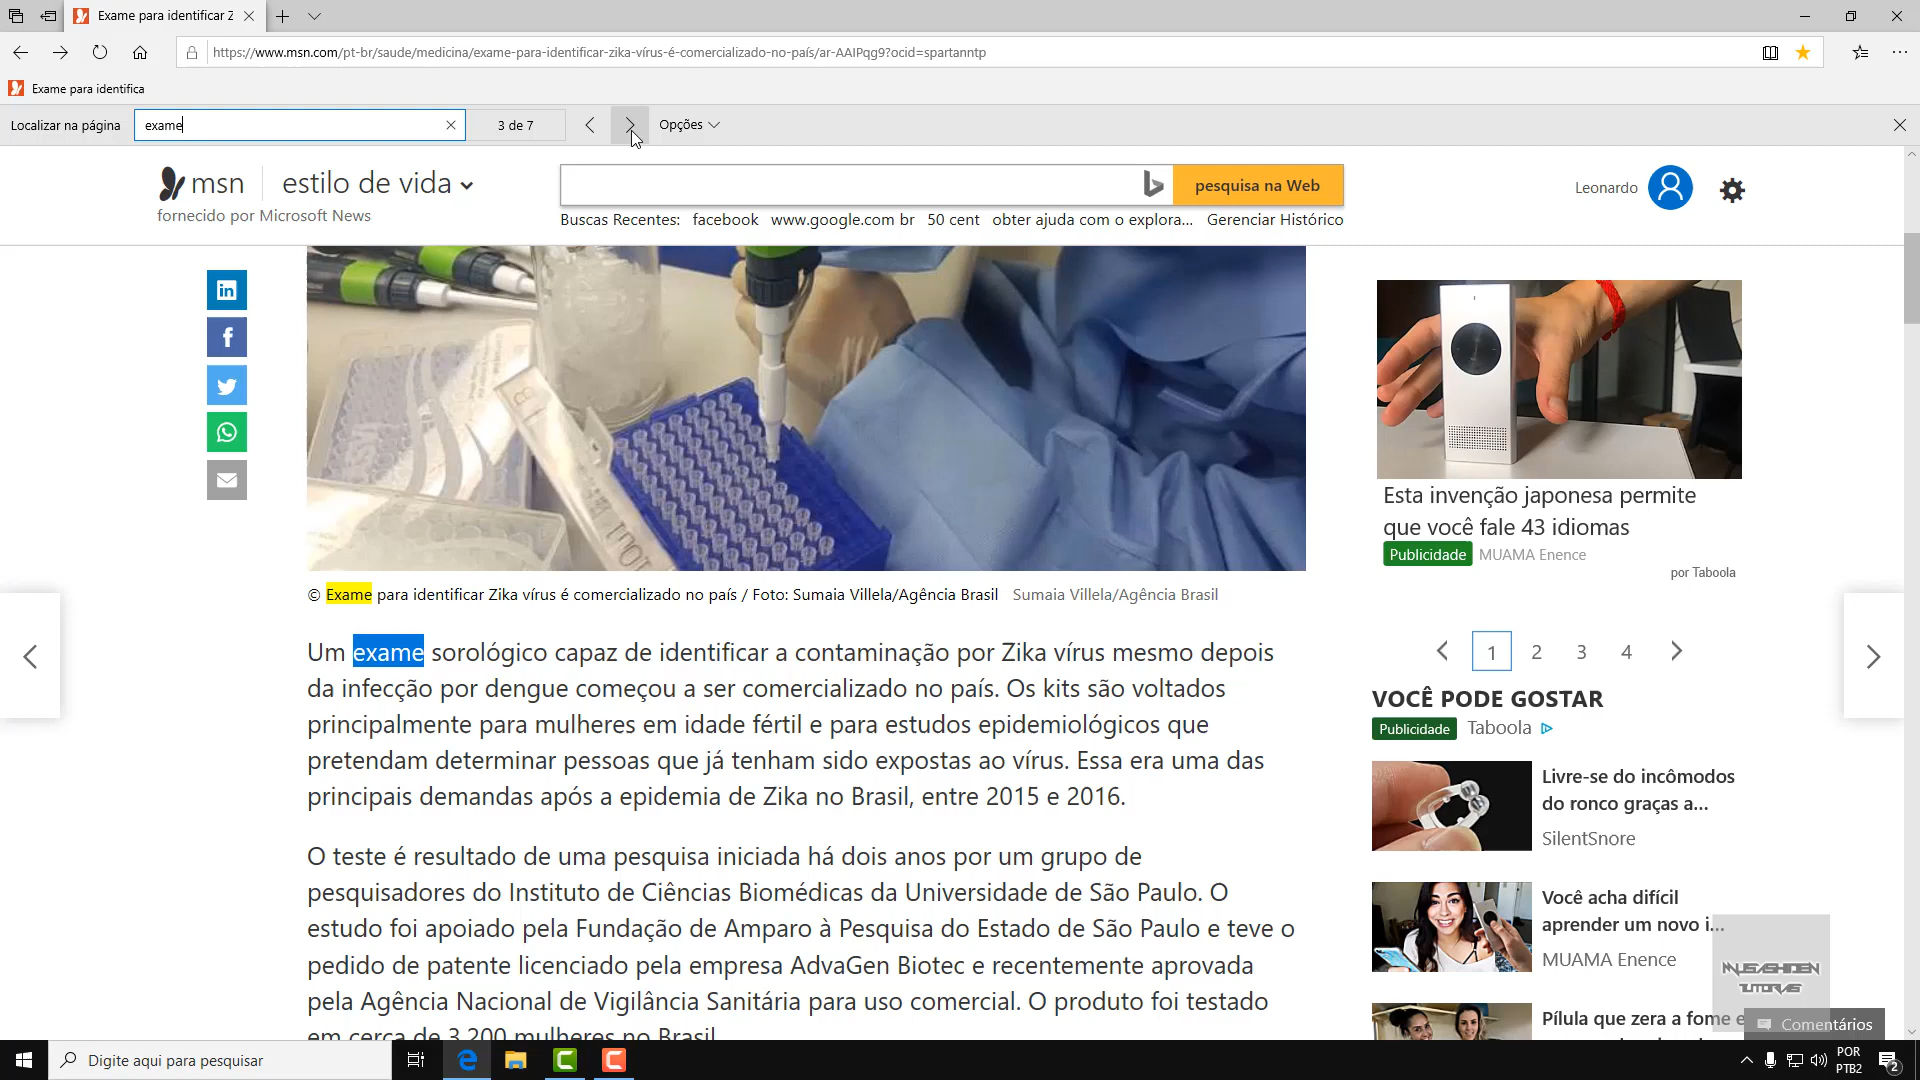 Exame para identificar Z
https://www.msn.com/pt-br/saude/medicina/exame-para-identificar-zika-vírus-é-comercializado-no-país/ar-AAIPqg9?ocid=spartanntp
Exame para identifica
Localizar na página
exame
3 de 7
Opções
msn
estilo de vida
fornecido por Microsoft News
pesquisa na Web
Leonardo
Buscas Recentes: facebook www.google.com br 50 cent obter ajuda com o explora... Gerenciar Histórico
© Exame para identificar Zika vírus é comercializado no país / Foto: Sumaia Villela/Agência Brasil Sumaia Villela/Agência Brasil
Um exame sorológico capaz de identificar a contaminação por Zika vírus mesmo depois
da infecção por dengue começou a ser comercializado no país. Os kits são voltados
principalmente para mulheres em idade fértil e para estudos epidemiológicos que
pretendam determinar pessoas que já tenham sido expostas ao vírus. Essa era uma das
principais demandas após a epidemia de Zika no Brasil, entre 2015 e 2016.
O teste é resultado de uma pesquisa iniciada há dois anos por um grupo de
pesquisadores do Instituto de Ciências Biomédicas da Universidade de São Paulo. O
estudo foi apoiado pela Fundação de Amparo à Pesquisa do Estado de São Paulo e teve o
pedido de patente licenciado pela empresa AdvaGen Biotec e recentemente aprovada
pela Agência Nacional de Vigilância Sanitária para uso comercial. O produto foi testado
em cerca de 3.200 mulheres no Brasil.
Esta invenção japonesa permite
que você fale 43 idiomas
Publicidade MUAMA Enence
por Taboola
1 2 3 4
VOCÊ PODE GOSTAR
Publicidade Taboola
Livre-se do incômodos
do ronco graças a...
SilentSnore
Você acha difícil
aprender um novo i...
MUAMA Enence
Pílula que zera a fome e
MUSASHIDEN
TUTORIAIS
Comentários
Digite aqui para pesquisar
POR
PTB2
2